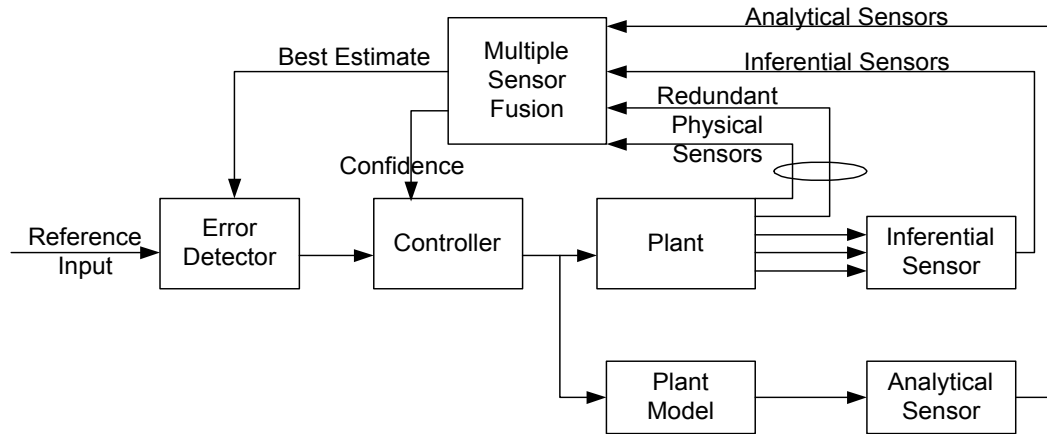 Analytical Sensors
Best Estimate
Multiple
Sensor
Fusion
Inferential Sensors
Redundant
Physical
Sensors
Confidence
Reference
Input
Error
Detector
Controller
Plant
Inferential
Sensor
Plant
Model
Analytical
Sensor